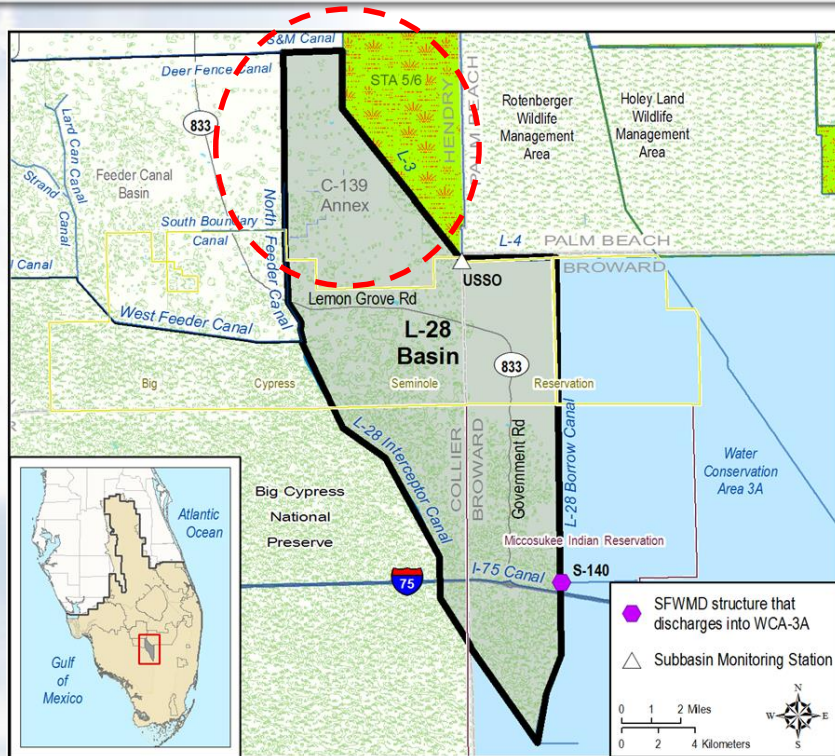 S&M Canal
Deer Fence Canal
STA 5/6
HENDRY
PALM BEACH
Rotenberger
Wildlife
Management
Area
Holey Land
Wildlife
Management
Area
833
Lard Can Canal
Strand Canal
Feeder Canal
Basin
L-3
C-139
Annex
South Boundary
Canal
North Feeder Canal
L-4
PALM BEACH
BROWARD
l Canal
USSO
Lemon Grove Rd
West Feeder Canal
L-28
Basin
833
Big
Cypress
Seminole
Reservation
L-28 Interceptor Canal
COLLIER
BROWARD
Government Rd
L-28 Borrow Canal
Water
Conservation
Area 3A
Big Cypress
National
Preserve
Miccosukee Indian Reservation
75
I-75 Canal
S-140
Atlantic
Ocean
Gulf
of
Mexico
SFWMD structure that
discharges into WCA-3A
Subbasin Monitoring Station
0 1 2 Miles
0 2 4 Kilometers
N
W E
S